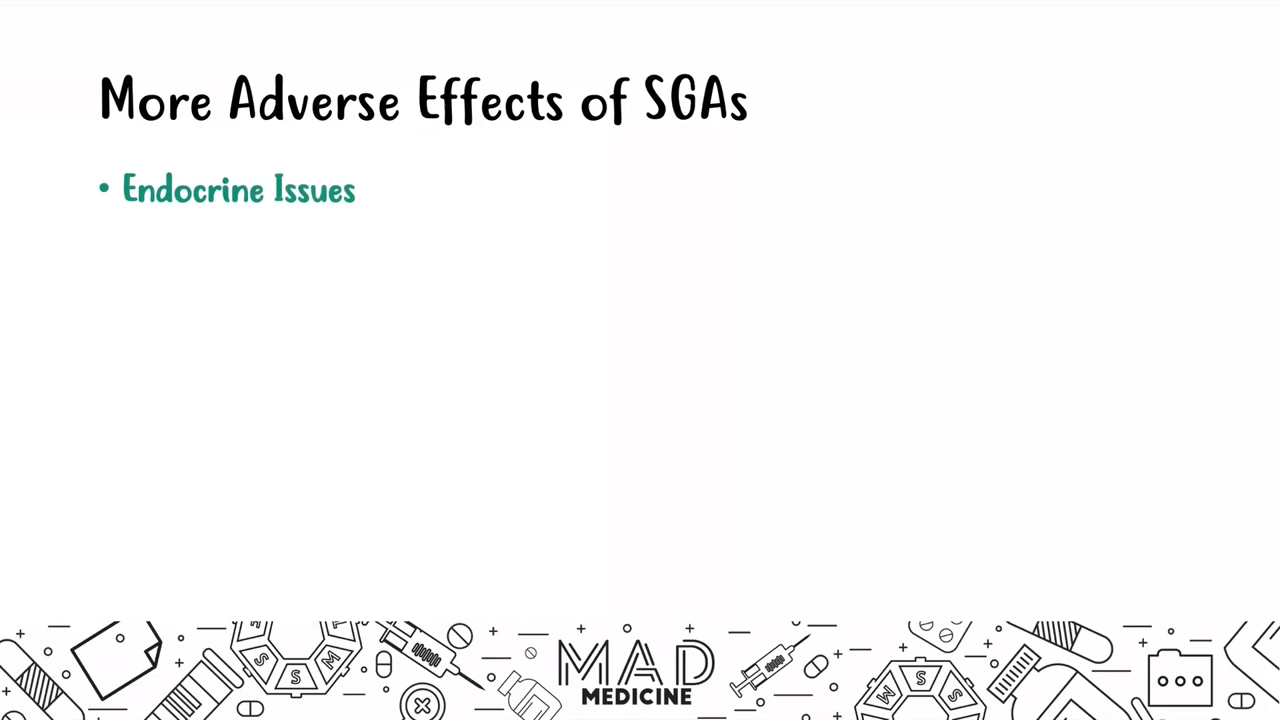 More Adverse Effects of SGAs
• Endocrine Issues
S
S
M
MAD
MEDICINE
M
S
S